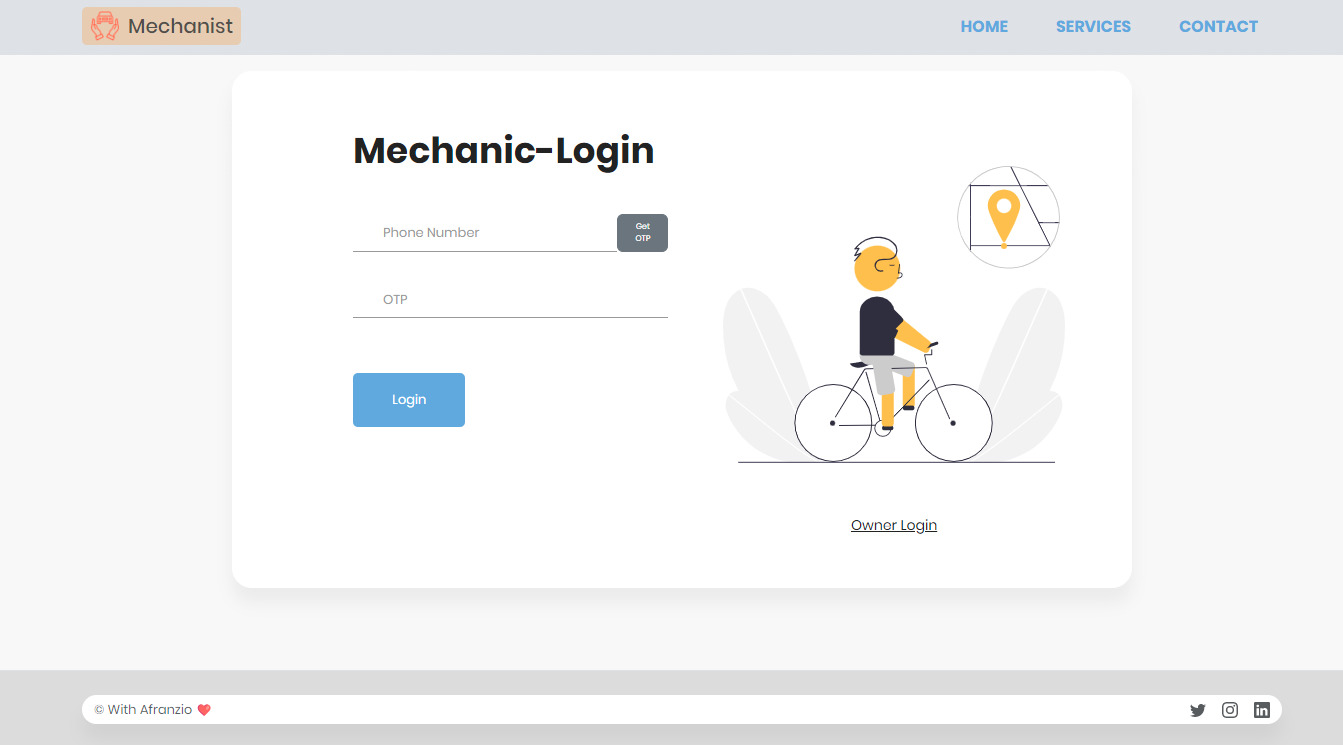 Mechanist
HOME SERVICES CONTACT
Mechanic-Login
Phone Number
Get
OTP
OTP
Login
Owner Login
© With Afranzio ❤️